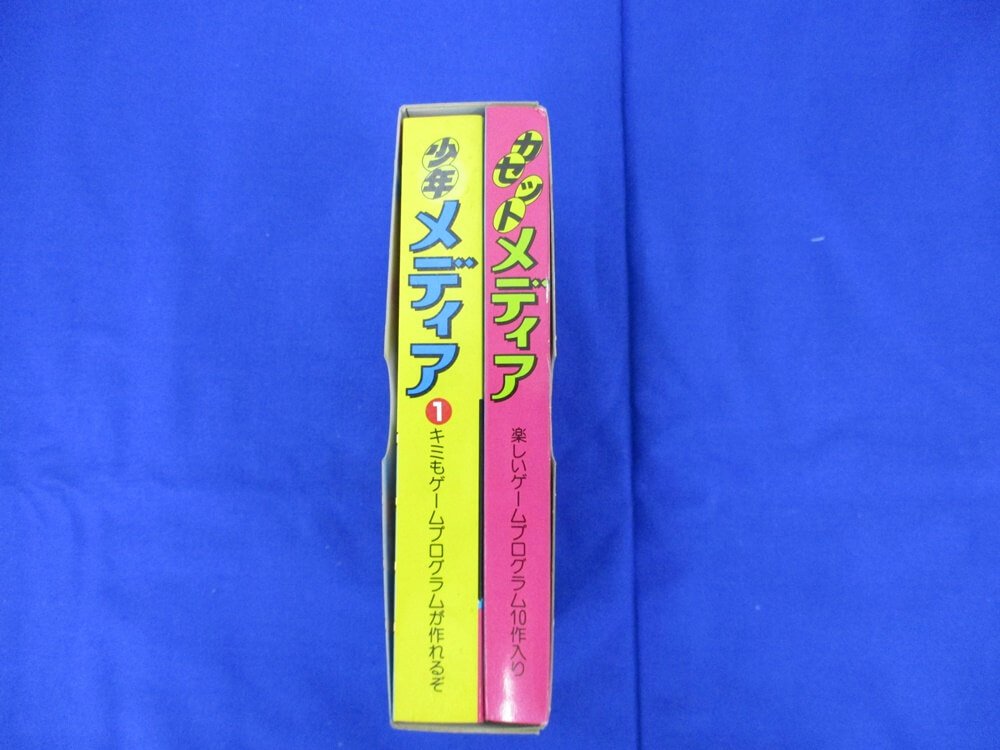 少年メディア
1
キミもゲームプログラムが作れるぞ
カセットメディア
楽しいゲームプログラム10作入り